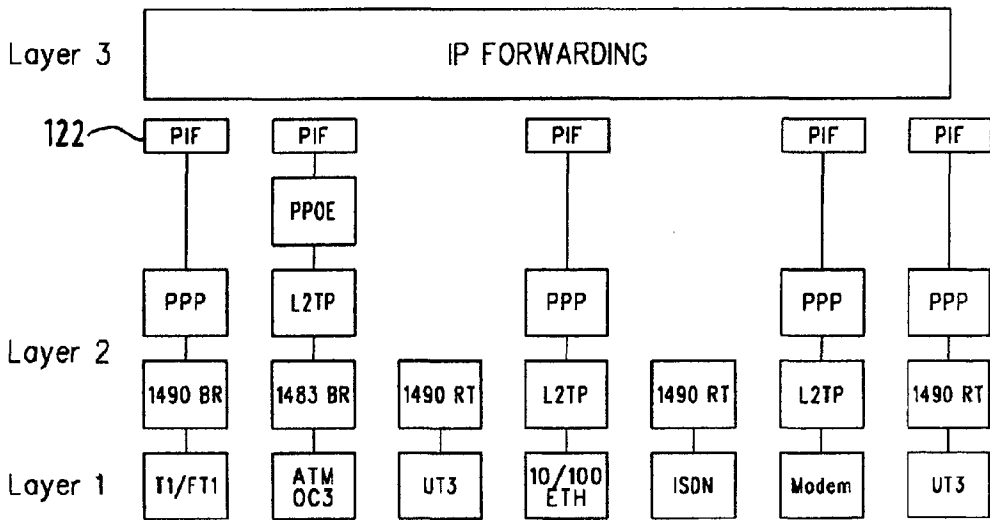 Layer 3
IP FORWARDING
122
PIF PIF PIF PIF PIF
PPOE
PPP L2TP PPP PPP PPP
Layer 2
1490 BR 1483 BR 1490 RT L2TP 1490 RT L2TP 1490 RT
Layer 1
T1/FT1 ATM OC3 UT3 10/100 ETH ISDN Modem UT3